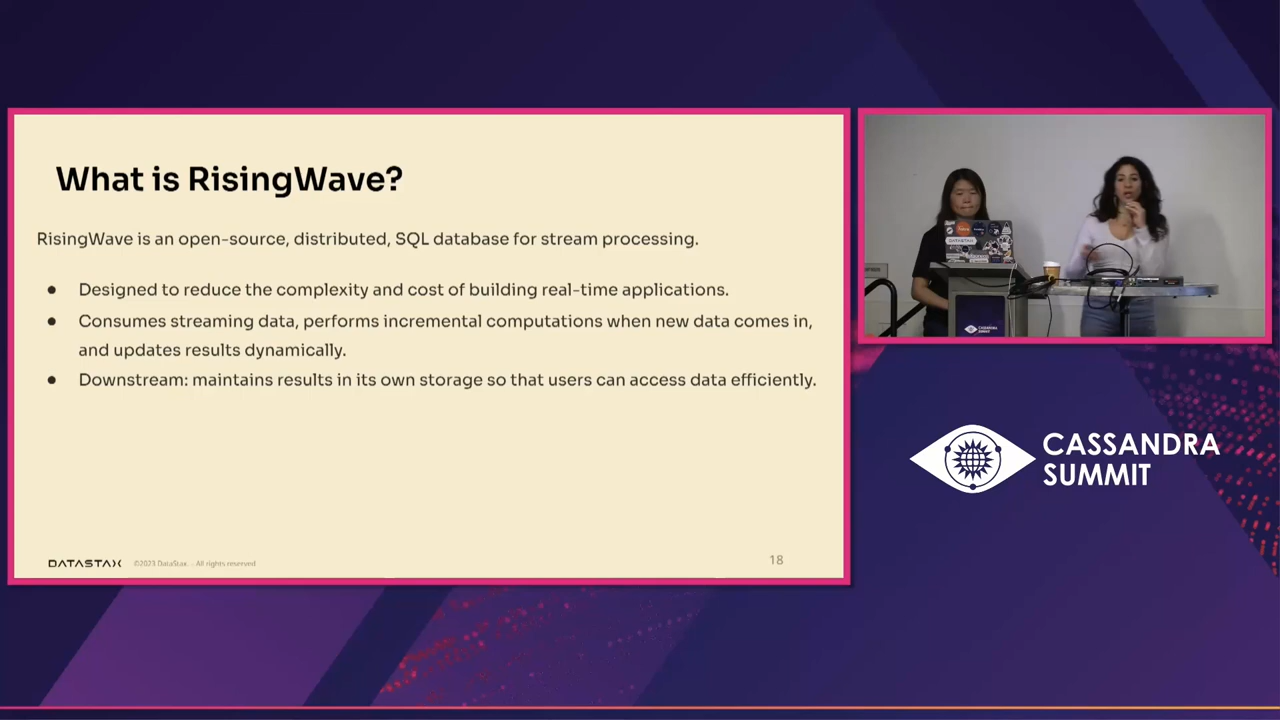 What is RisingWave?
RisingWave is an open-source, distributed, SQL database for stream processing.
● Designed to reduce the complexity and cost of building real-time applications.
● Consumes streaming data, performs incremental computations when new data comes in,
and updates results dynamically.
● Downstream: maintains results in its own storage so that users can access data efficiently.
DATASTAX ©2023 DataStax. – All rights reserved
18
DATASTAX
CASSANDRA
SUMMIT
CASSANDRA
SUMMIT